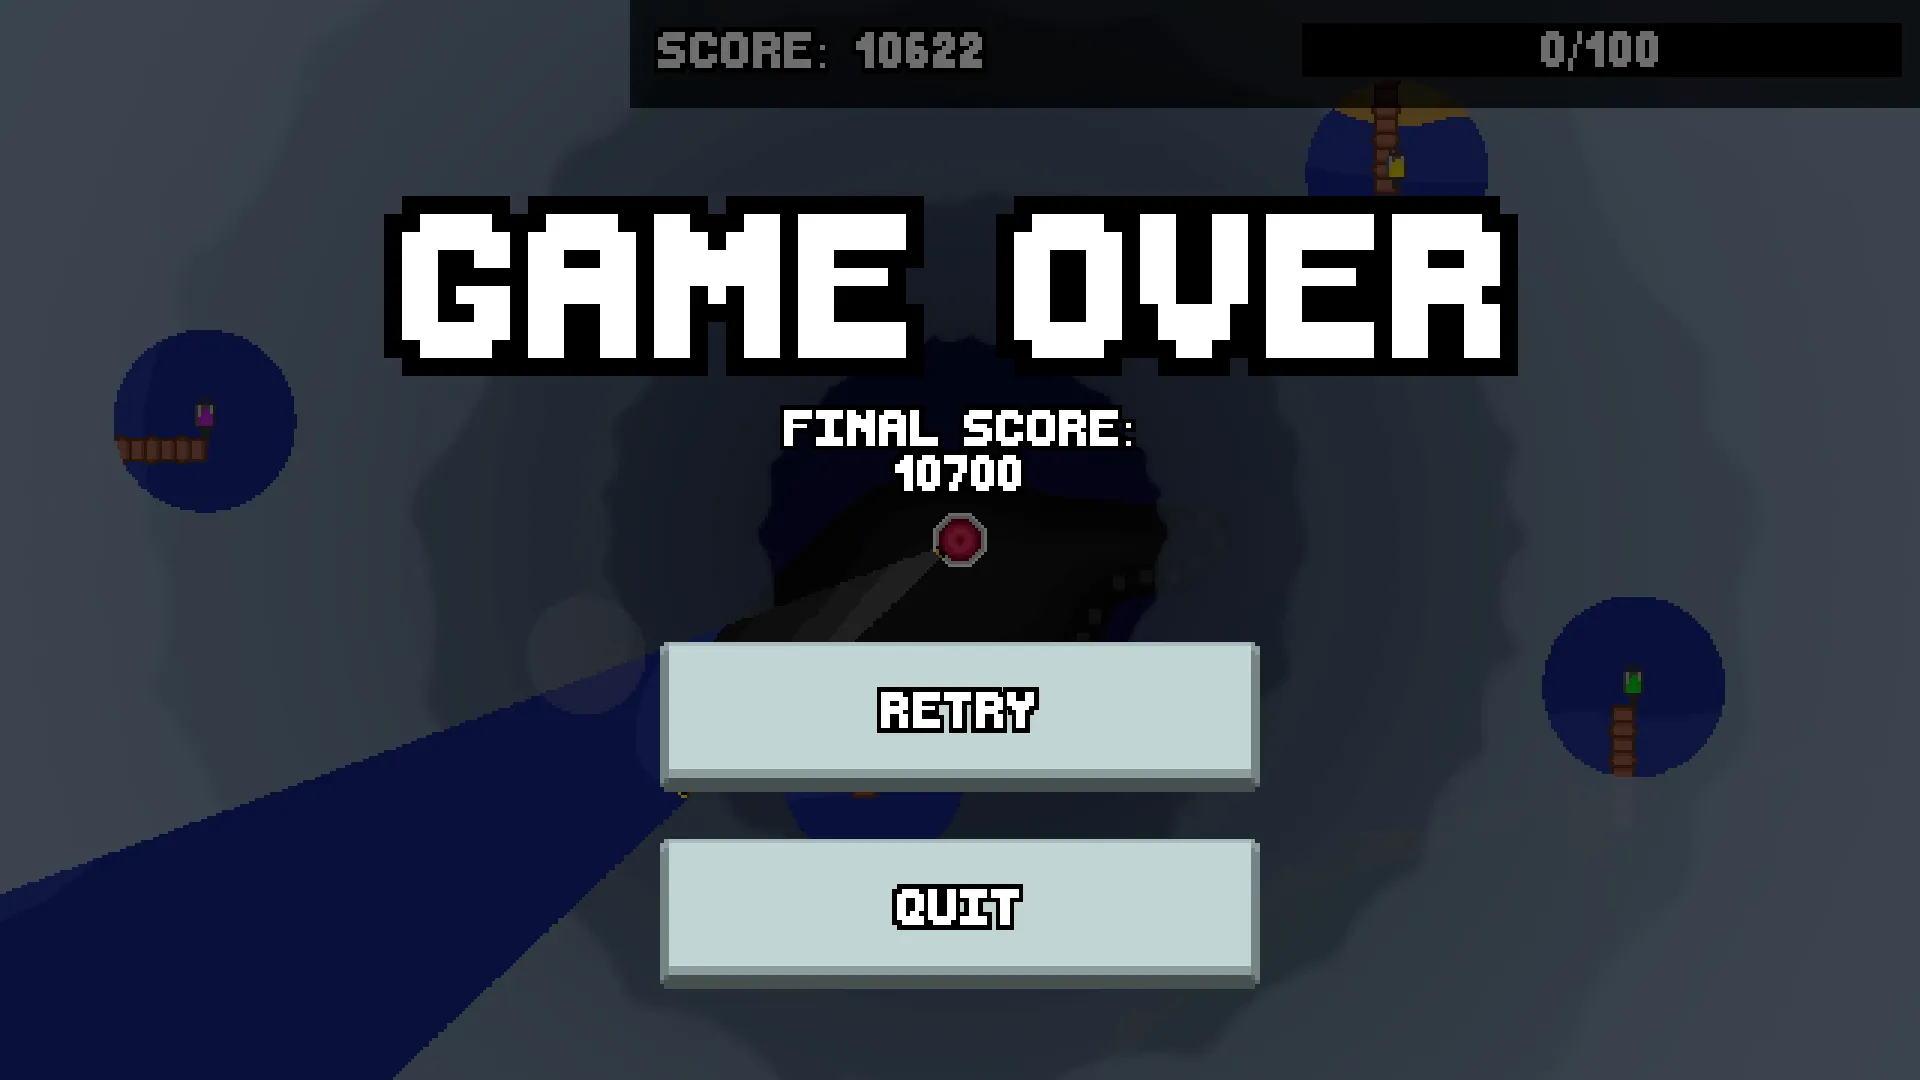 SCORE: 10622
0/100
GAME OVER
FINAL SCORE:
10700
RETRY
QUIT